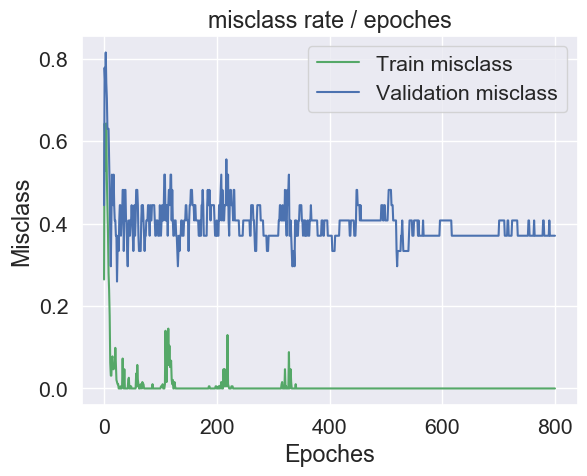 misclass rate / epoches
Train misclass
Validation misclass
0.8
0.6
0.4
0.2
0.0
Misclass
0
200
400
600
800
Epoches